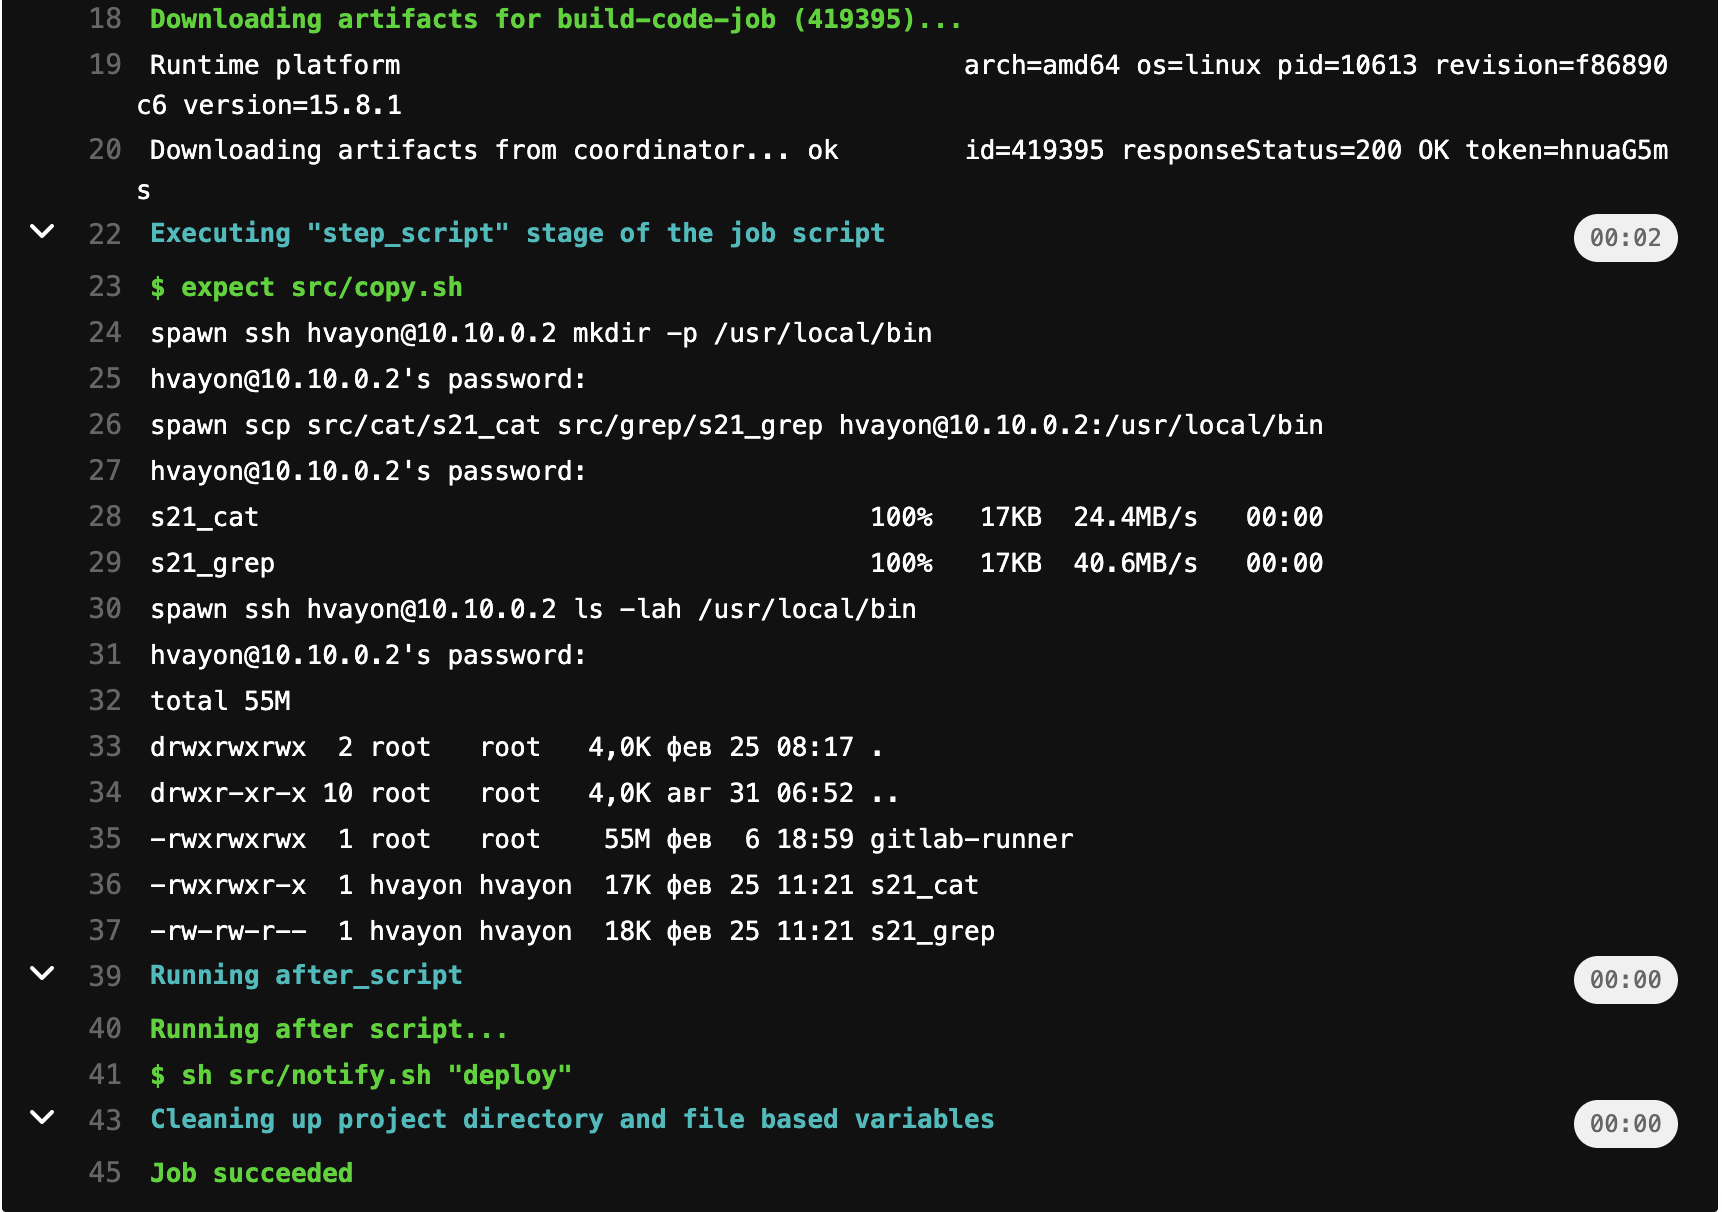 18 Downloading artifacts for build-code-job (419395)...
19 Runtime platform arch=amd64 os=linux pid=10613 revision=f86890
c6 version=15.8.1
20 Downloading artifacts from coordinator... ok id=419395 responseStatus=200 OK token=hnuaG5m
s
22 Executing "step_script" stage of the job script 00:02
23 $ expect src/copy.sh
24 spawn ssh hvayon@10.10.0.2 mkdir -p /usr/local/bin
25 hvayon@10.10.0.2's password:
26 spawn scp src/cat/s21_cat src/grep/s21_grep hvayon@10.10.0.2:/usr/local/bin
27 hvayon@10.10.0.2's password:
28 s21_cat 100% 17KB 24.4MB/s 00:00
29 s21_grep 100% 17KB 40.6MB/s 00:00
30 spawn ssh hvayon@10.10.0.2 ls -lah /usr/local/bin
31 hvayon@10.10.0.2's password:
32 total 55M
33 drwxrwxrwx 2 root root 4,0K фев 25 08:17 .
34 drwxr-xr-x 10 root root 4,0K авг 31 06:52 ..
35 -rwxrwxrwx 1 root root 55M фев 6 18:59 gitlab-runner
36 -rwxrwxr-x 1 hvayon hvayon 17K фев 25 11:21 s21_cat
37 -rw-rw-r-- 1 hvayon hvayon 18K фев 25 11:21 s21_grep
39 Running after_script 00:00
40 Running after script...
41 $ sh src/notify.sh "deploy"
43 Cleaning up project directory and file based variables 00:00
45 Job succeeded